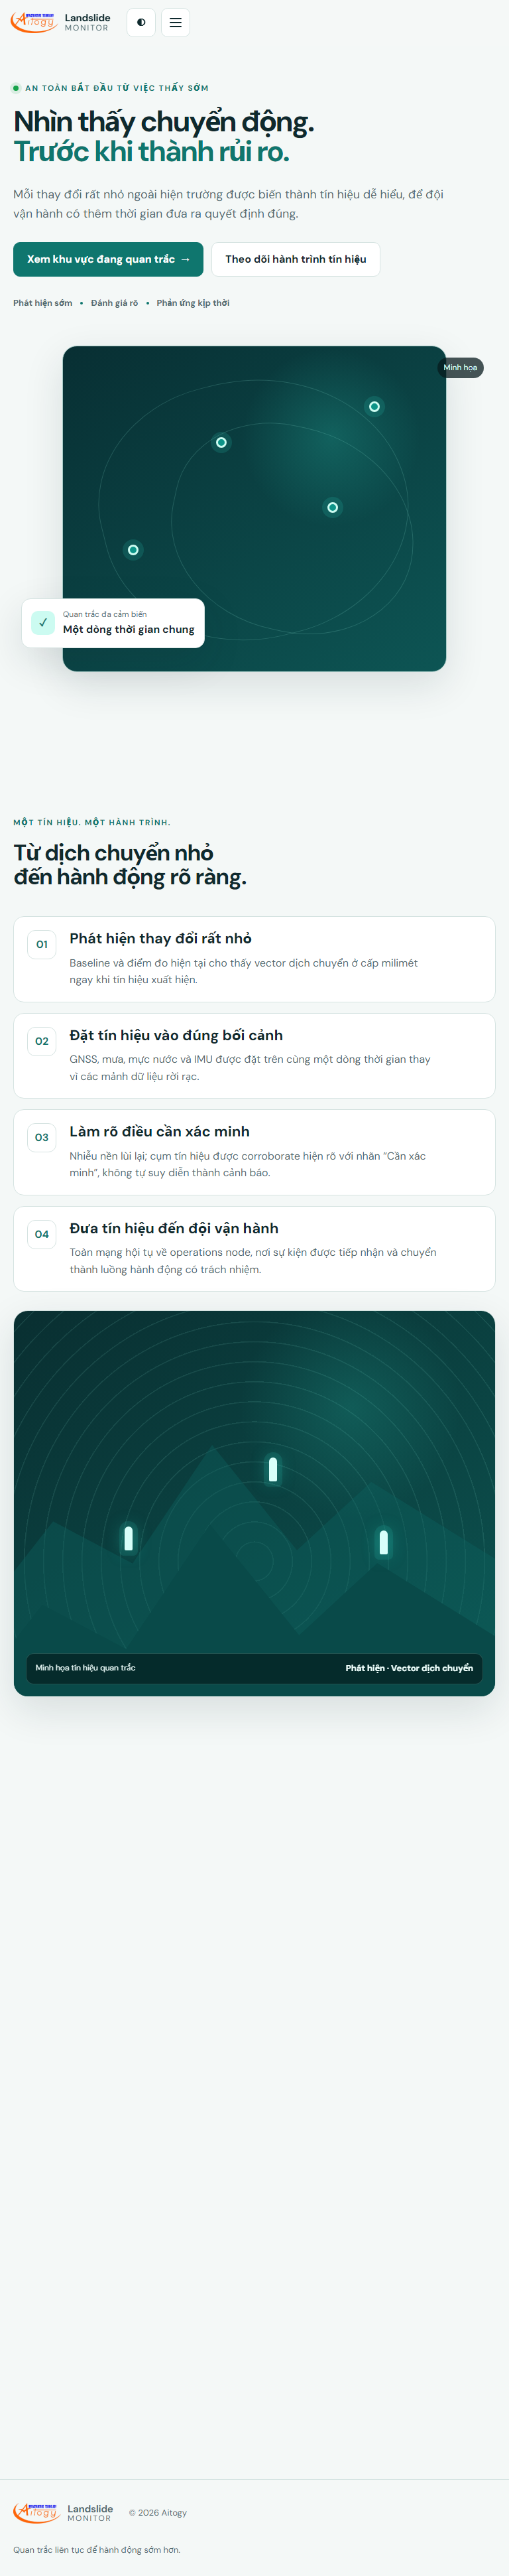 Aitogy
Landslide
MONITOR
AN TOÀN BẮT ĐẦU TỪ VIỆC THẤY SỚM
Nhìn thấy chuyển động.
Trước khi thành rủi ro.
Mỗi thay đổi rất nhỏ ngoài hiện trường được biến thành tín hiệu dễ hiểu, để đội
vận hành có thêm thời gian đưa ra quyết định đúng.
Xem khu vực đang quan trắc →
Theo dõi hành trình tín hiệu
Phát hiện sớm • Đánh giá rõ • Phản ứng kịp thời
Minh họa
Quan trắc đa cảm biến
Một dòng thời gian chung
MỘT TÍN HIỆU. MỘT HÀNH TRÌNH.
Từ dịch chuyển nhỏ
đến hành động rõ ràng.
01
Phát hiện thay đổi rất nhỏ
Baseline và điểm đo hiện tại cho thấy vector dịch chuyển ở cấp milimét
ngay khi tín hiệu xuất hiện.
02
Đặt tín hiệu vào đúng bối cảnh
GNSS, mưa, mực nước và IMU được đặt trên cùng một dòng thời gian thay
vì các mảnh dữ liệu rời rạc.
03
Làm rõ điều cần xác minh
Nhiễu nền lùi lại; cụm tín hiệu được corroborate hiện rõ với nhãn “Cần xác
minh”, không tự suy diễn thành cảnh báo.
04
Đưa tín hiệu đến đội vận hành
Toàn mạng hội tụ về operations node, nơi sự kiện được tiếp nhận và chuyển
thành luồng hành động có trách nhiệm.
Minh họa tín hiệu quan trắc
Phát hiện · Vector dịch chuyển
Aitogy
Landslide
MONITOR
© 2026 Aitogy
Quan trắc liên tục để hành động sớm hơn.